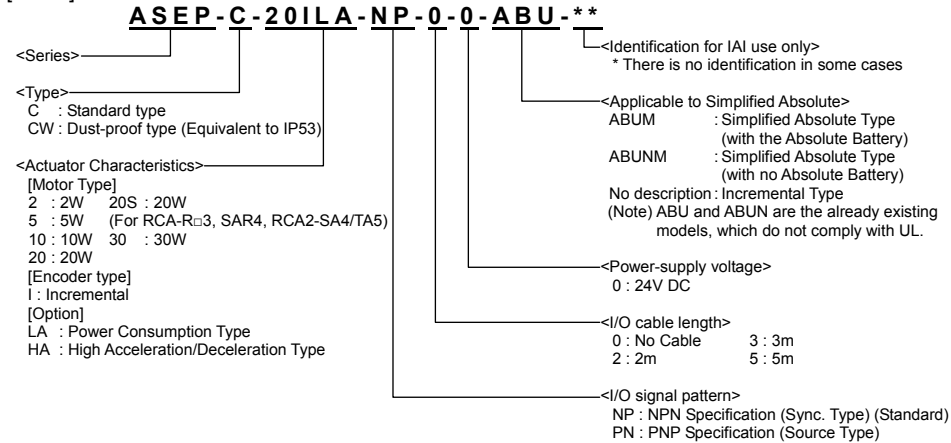 ASEP-C-20ILA-NP-0-0-ABU-**
<Series>
<Type>
C : Standard type
CW : Dust-proof type (Equivalent to IP53)
<Actuator Characteristics>
[Motor Type]
2 : 2W 20S : 20W
5 : 5W (For RCA-R□3, SAR4, RCA2-SA4/TA5)
10 : 10W 30 : 30W
20 : 20W
[Encoder type]
I : Incremental
[Option]
LA : Power Consumption Type
HA : High Acceleration/Deceleration Type
<Identification for IAI use only>
* There is no identification in some cases
<Applicable to Simplified Absolute>
ABUM : Simplified Absolute Type
(with the Absolute Battery)
ABUNM : Simplified Absolute Type
(with no Absolute Battery)
No description : Incremental Type
(Note) ABU and ABUN are the already existing
models, which do not comply with UL.
<Power-supply voltage>
0 : 24V DC
<I/O cable length>
0 : No Cable 3 : 3m
2 : 2m 5 : 5m
<I/O signal pattern>
NP : NPN Specification (Sync. Type) (Standard)
PN : PNP Specification (Source Type)